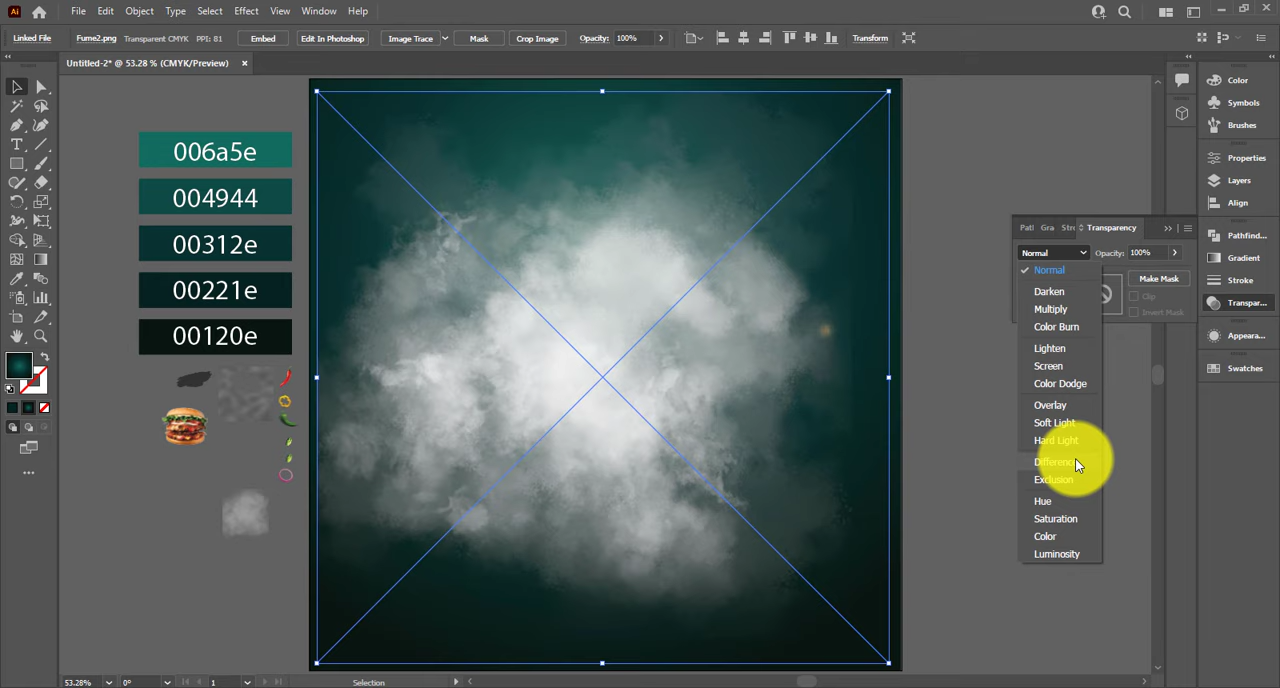 Ai File Edit Object Type Select Effect View Window Help
Linked File Fume2.png Transparent CMYK PPI: 81 Embed Edit In Photoshop Image Trace Mask Crop Image Opacity: 100% Transform
Untitled-2* @ 53.28 % (CMYK/Preview) ×
006a5e
004944
00312e
00221e
00120e
Color
Symbols
Brushes
Properties
Layers
Align
Pathfind...
Gradient
Stroke
Transpar...
Appeara...
Swatches
Patl Gra Stro Transparency
Normal Opacity: 100%
Make Mask
Clip
Invert Mask
Normal
Darken
Multiply
Color Burn
Lighten
Screen
Color Dodge
Overlay
Soft Light
Hard Light
Difference
Exclusion
Hue
Saturation
Color
Luminosity
53.28% 0° 1 Selection